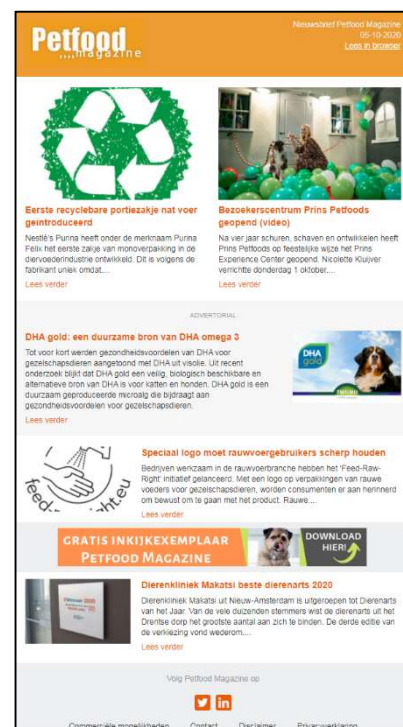 Petfood
magazine
Nieuwsbrief Petfood Magazine
05-10-2020
Lees in browser
Eerste recyclebare portiezakje nat voer
geïntroduceerd
Nestlé's Purina heeft onder de merknaam Purina
Felix het eerste zakje van monoverpakking in de
diervoederindustrie ontwikkeld. Dit is volgens de
fabrikant uniek omdat....
Lees verder
Bezoekerscentrum Prins Petfoods
geopend (video)
Na vier jaar schuren, schaven en ontwikkelen heeft
Prins Petfoods op feestelijke wijze het Prins
Experience Center geopend. Nicolette Kluijver
verrichtte donderdag 1 oktober....
Lees verder
ADVERTORIAL
DHA gold: een duurzame bron van DHA omega 3
Tot voor kort werden gezondheidsvoordelen van DHA voor
gezelschapsdieren aangetoond met DHA uit visolie. Uit recent
onderzoek blijkt dat DHA gold een veilig, biologisch beschikbare en
alternatieve bron van DHA is voor katten en honden. DHA gold is een
duurzaam geproduceerde microalg die bijdraagt aan
gezondheidsvoordelen voor gezelschapsdieren.
DHA
gold
feed-right.eu
Speciaal logo moet rauwvoergebruikers scherp houden
Bedrijven werkzaam in de rauwvoerbranche hebben het 'Feed-Raw-
Right' initiatief gelanceerd. Met een logo op verpakkingen van rauwe
voeders voor gezelschapsdieren, worden consumenten er aan herinnerd
om bewust om te gaan met het product. Rauwe....
Lees verder
GRATIS INKIJKEXEMPLAAR
PETFOOD MAGAZINE
DOWNLOAD
HIER!
Dierenkliniek Makatsi beste dierenarts 2020
Dierenkliniek Makatsi uit Nieuw-Amsterdam is uitgeroepen tot Dierenarts
van het Jaar. Van de vele duizenden stemmers wist de dierenarts uit het
Drentse dorp het grootste aantal aan zich te binden. De derde editie van
de verkiezing vond wederom....
Lees verder
Volg Petfood Magazine op
in
Commerciële mogelijkheden Contact Disclaimer Privacyverklaring